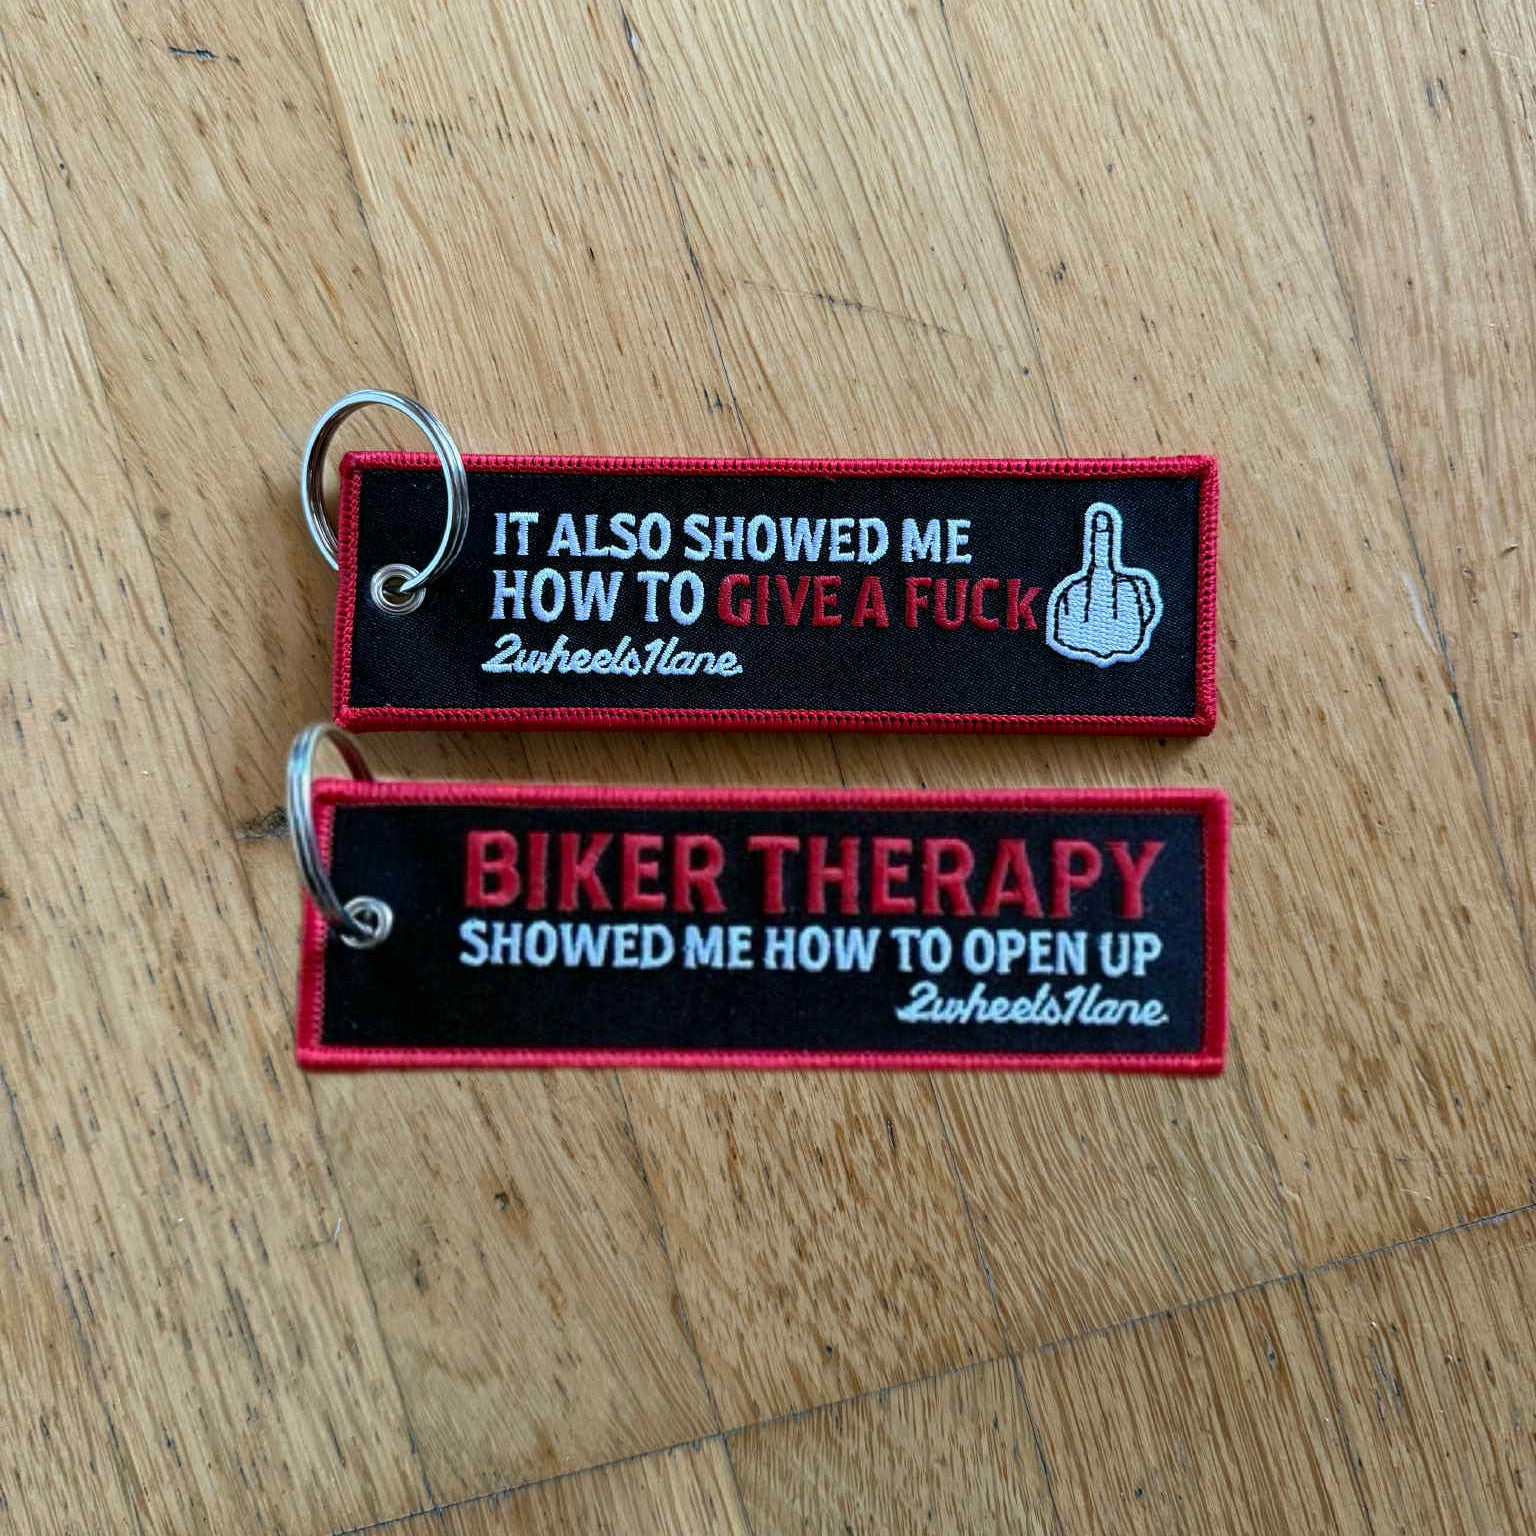 IT ALSO SHOWED ME
HOW TO GIVE A FUCK
2wheels1lane
BIKER THERAPY
SHOWED ME HOW TO OPEN UP
2wheels1lane